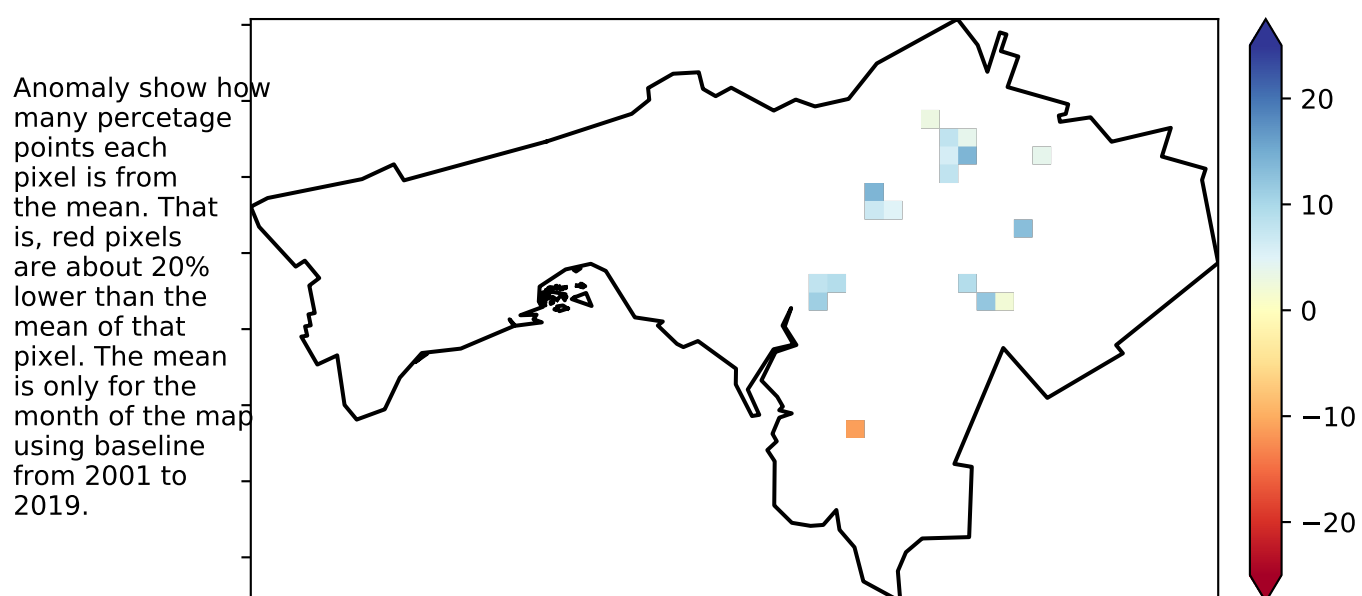 Anomaly show how
many percetage
points each
pixel is from
the mean. That
is, red pixels
are about 20%
lower than the
mean of that
pixel. The mean
is only for the
month of the map
using baseline
from 2001 to
2019.
20
10
0
−10
−20